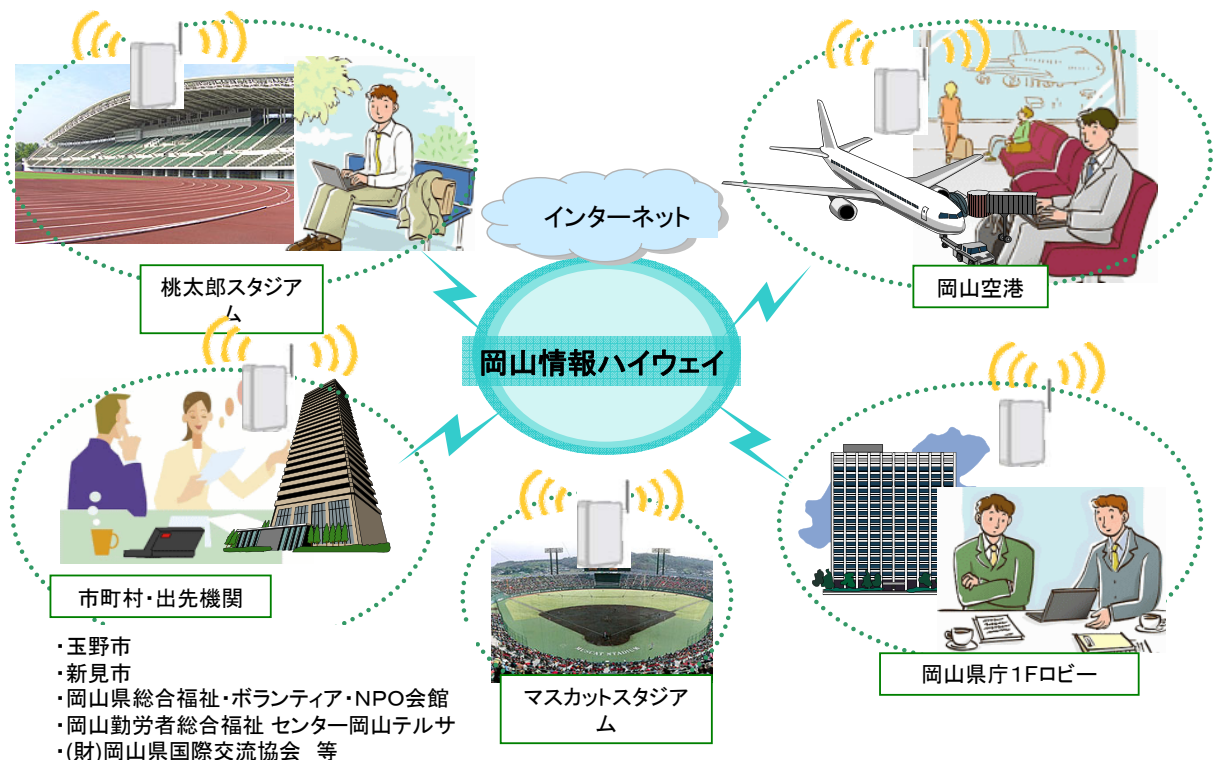 インターネット
桃太郎スタジア
ム
岡山空港
岡山情報ハイウェイ
市町村・出先機関
・玉野市
・新見市
・岡山県総合福祉・ボランティア・NPO会館
・岡山勤労者総合福祉 センター岡山テルサ
・(財)岡山県国際交流協会 等
MUSCAT STADIUM
マスカットスタジア
ム
岡山県庁1Fロビー